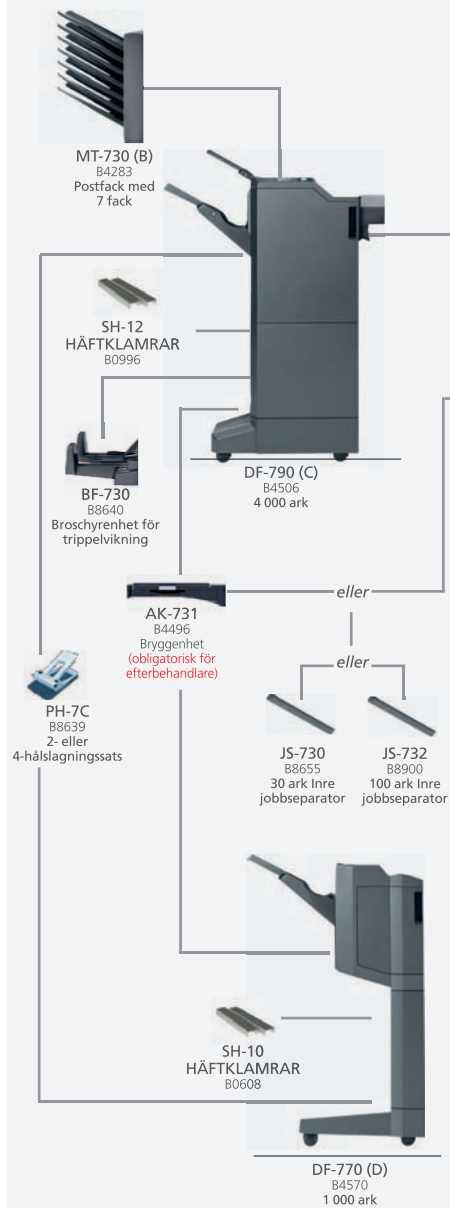 MT-730 (B)
B4283
Postfack med
7 fack
SH-12
HÄFTKLAMRAR
B0996
DF-790 (C)
B4506
4 000 ark
BF-730
B8640
Broschyrenhet för
trippelvikning
eller
AK-731
B4496
Bryggenhet
(obligatorisk för
efterbehandlare)
eller
PH-7C
B8639
2- eller
4-hålslagningssats
JS-730
B8655
30 ark Inre
jobbseparator
JS-732
B8900
100 ark Inre
jobbseparator
SH-10
HÄFTKLAMRAR
B0608
DF-770 (D)
B4570
1 000 ark